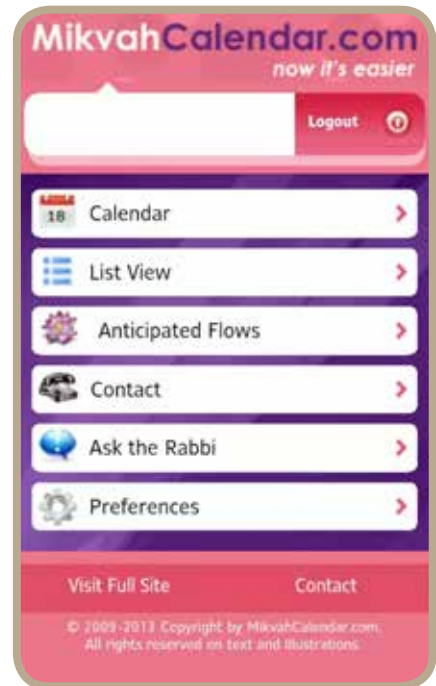 MikvahCalendar.com
now it's easier
Logout
18 Calendar
List View
Anticipated Flows
Contact
Ask the Rabbi
Preferences
Visit Full Site Contact
© 2009-2013 Copyright by MikvahCalendar.com.
All rights reserved on text and illustrations.